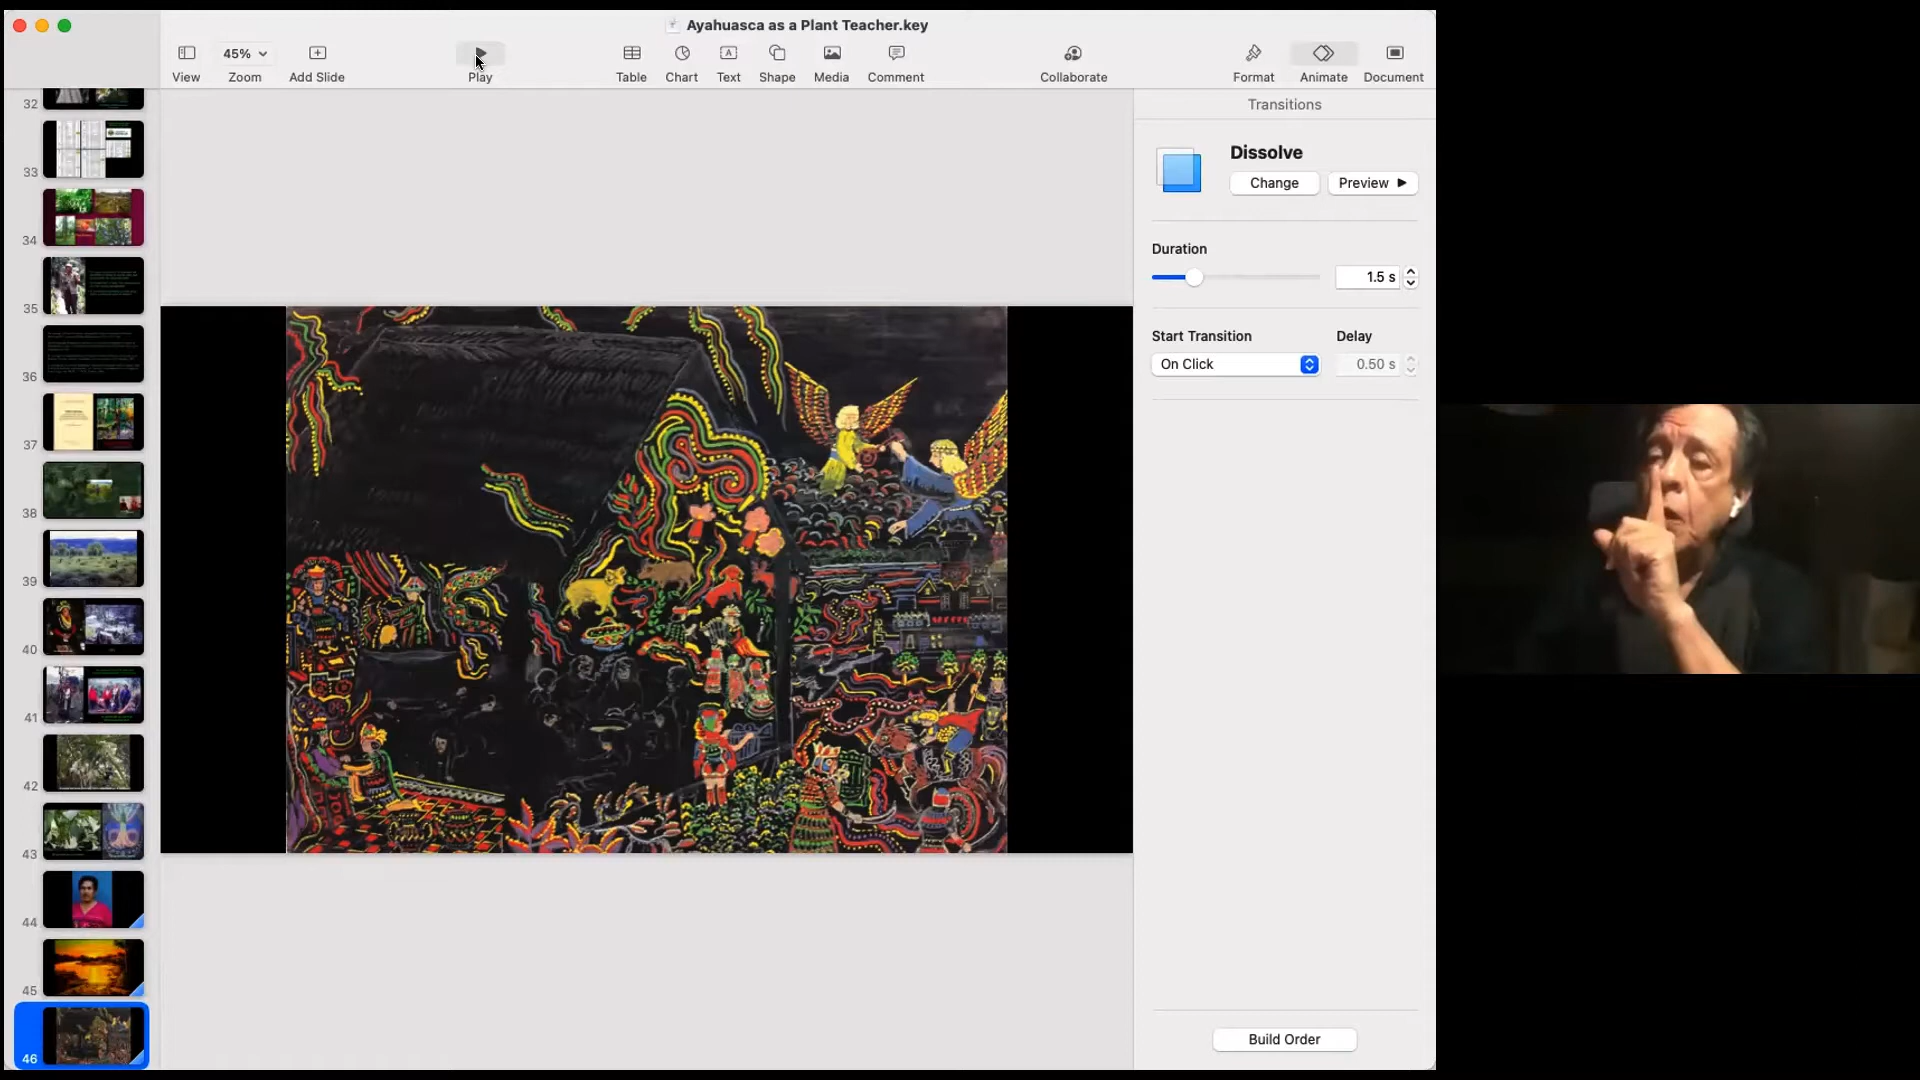 Ayahuasca as a Plant Teacher.key
45%
View
Zoom
Add Slide
Play
Table
Chart
Text
Shape
Media
Comment
Collaborate
Format
Animate
Document
32
33
34
35
36
37
38
39
40
41
42
43
44
45
46
Transitions
Dissolve
Change
Preview
Duration
1.5 s
Start Transition
Delay
On Click
0.50 s
Build Order